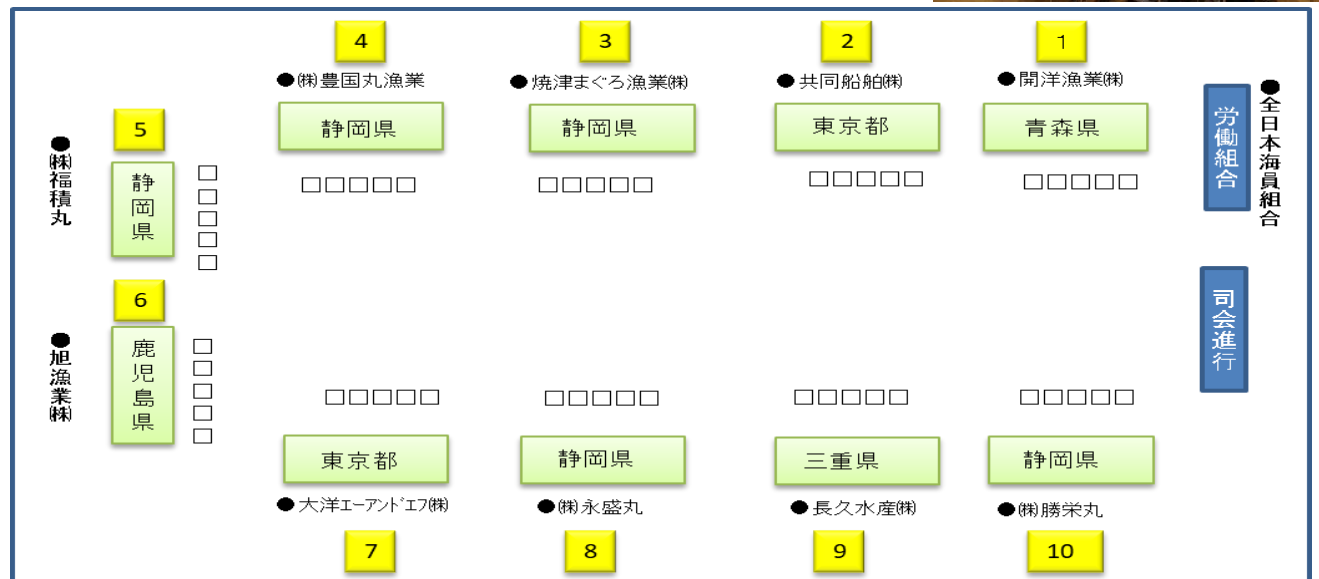 4
3
2
1
●㈱豊国丸漁業
●焼津まぐろ漁業㈱
●共同船舶㈱
●開洋漁業㈱
静岡県
静岡県
東京都
青森県
労働組合
●全日本海員組合
5
●㈱福積丸
静岡県
□□□□□
□□□□□
□□□□□
□□□□□
□□□□□
6
●旭漁業㈱
鹿児島県
□□□□□
司会進行
□□□□□
□□□□□
□□□□□
□□□□□
東京都
静岡県
三重県
静岡県
●大洋エーアンドエフ㈱
●㈱永盛丸
●長久水産㈱
●㈱勝栄丸
7
8
9
10